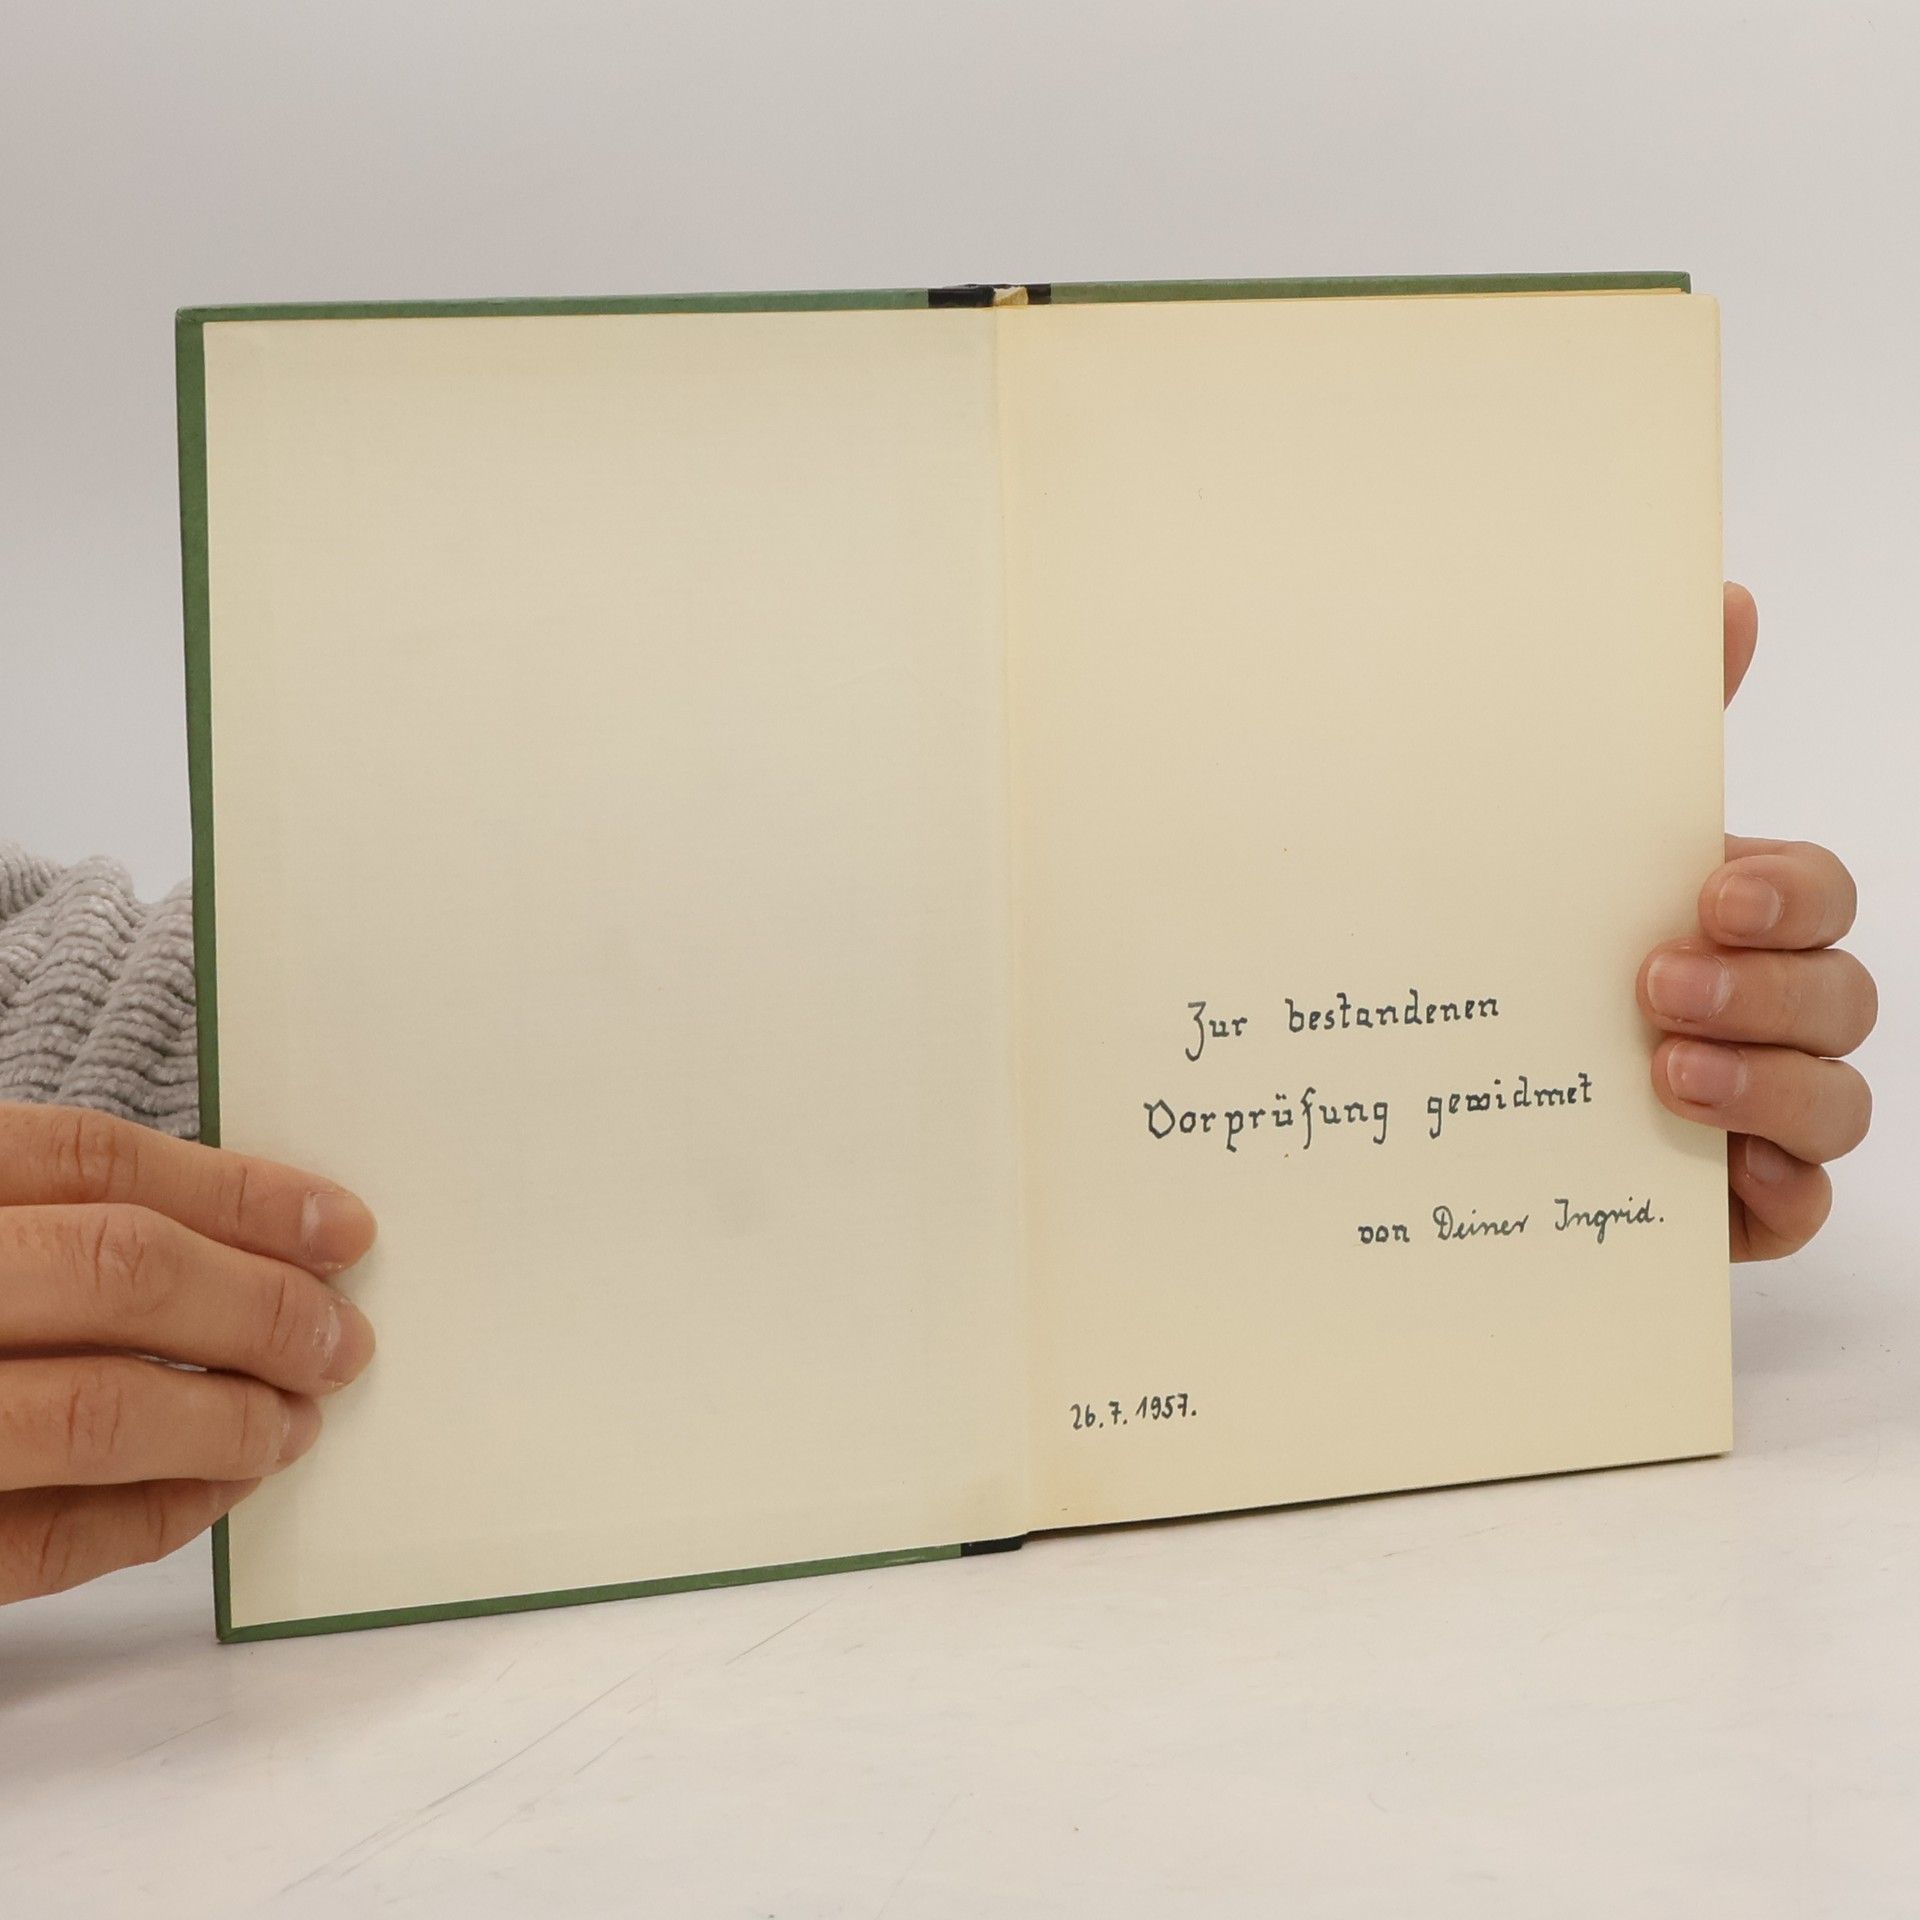 Zur bestandenen
Vorprüfung gewidmet
von Deiner Ingrid.
26.7.1957.